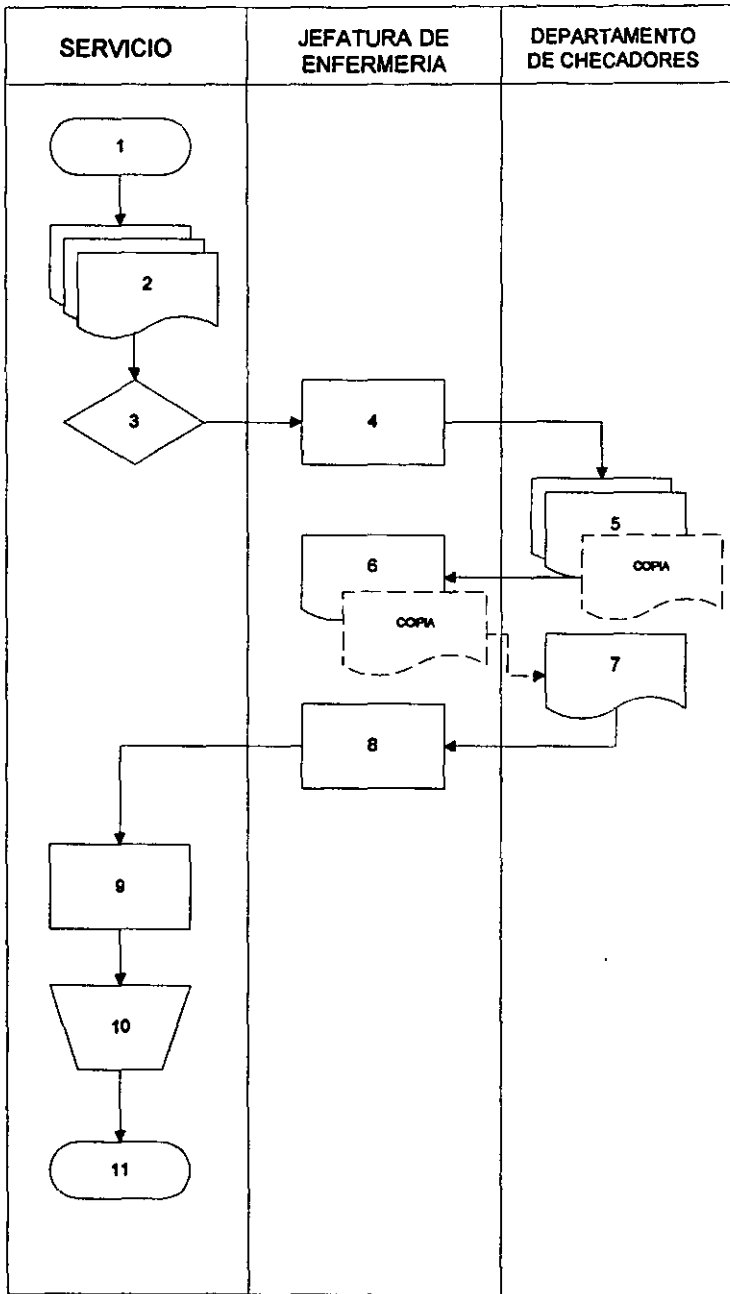 SERVICIO
JEFATURA DE
ENFERMERIA
DEPARTAMENTO
DE CHECADORES
1
2
3
4
5
COPIA
6
COPIA
7
8
9
10
11